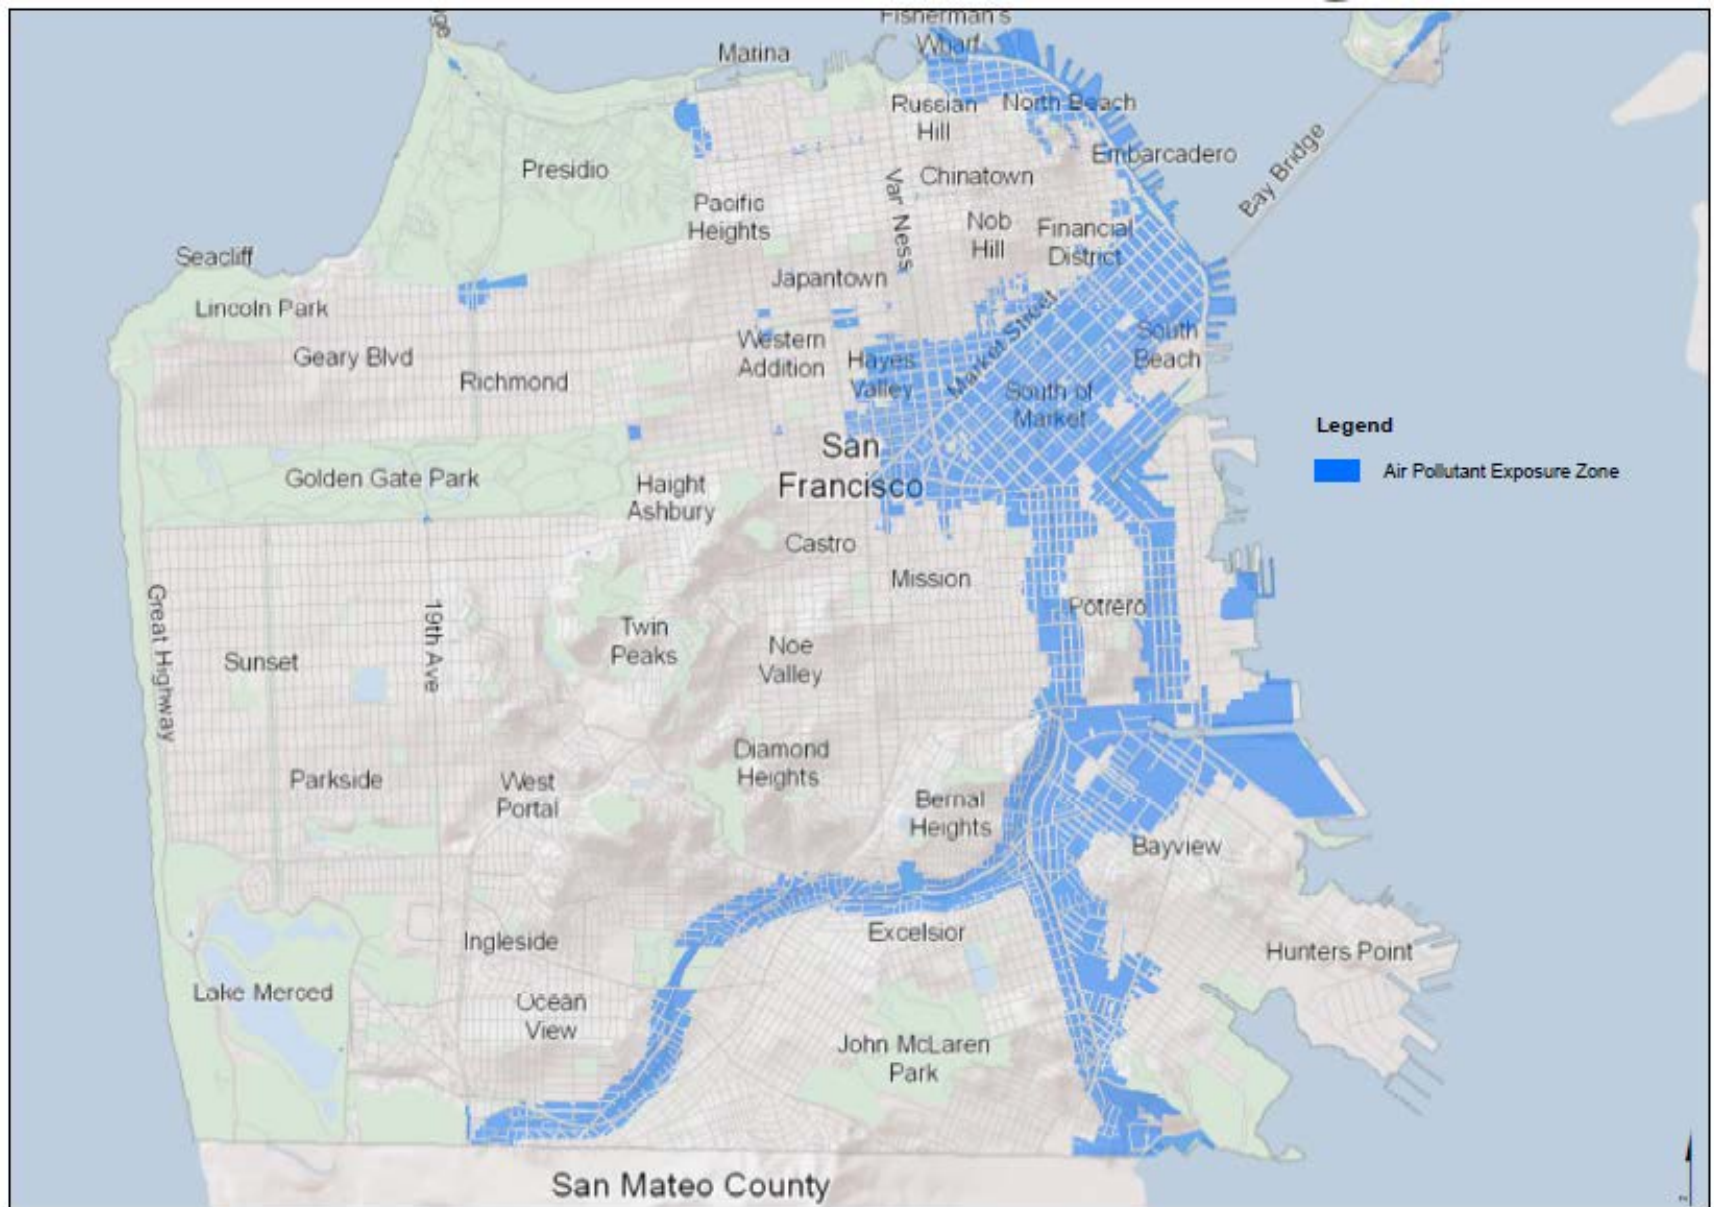 Fisherman's
Wharf
Marina
Russian
Hill
North Beach
Embarcadero
Bay Bridge
Presidio
Chinatown
Pacific
Heights
Var Ness
Nob
Hill
Financial
District
Seacliff
Lincoln Park
Japantown
Geary Blvd
Richmond
Western
Addition
Hayes
Valley
Market Street
South
Beach
South of
Market
Legend
Air Pollutant Exposure Zone
San
Francisco
Golden Gate Park
Haight
Ashbury
Castro
Mission
Potrero
Great Highway
19th Ave
Sunset
Twin
Peaks
Noe
Valley
Parkside
West
Portal
Diamond
Heights
Bernal
Heights
Bayview
Ingleside
Excelsior
Hunters Point
Lake Merced
Ocean
View
John McLaren
Park
San Mateo County